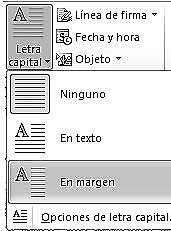 Línea de firma
Fecha y hora
Objeto
Letra
capital
Ninguno
En texto
En margen
Opciones de letra capital.